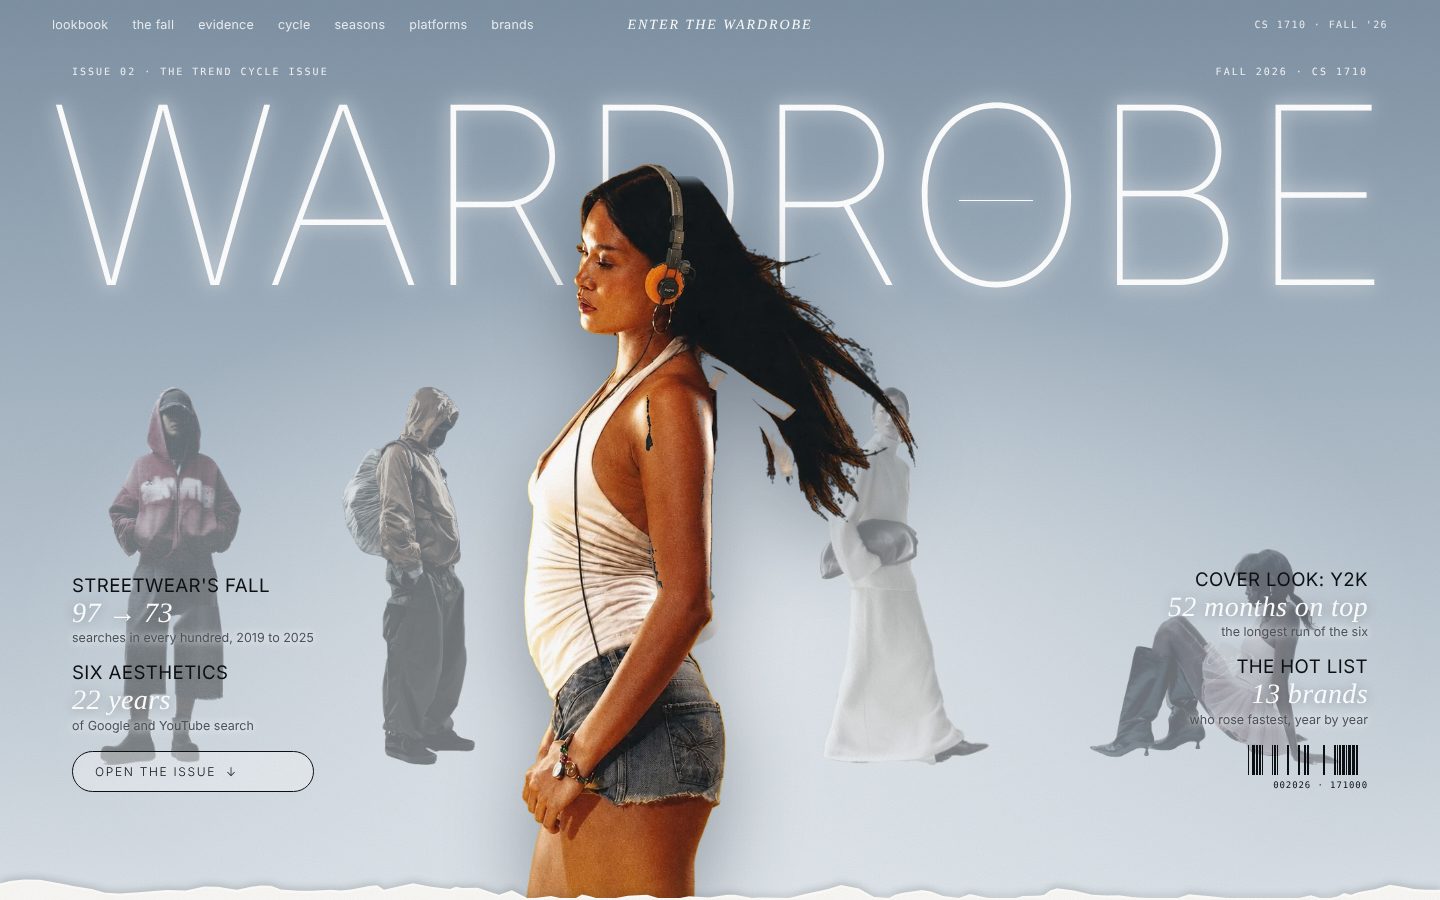 lookbook the fall evidence cycle seasons platforms brands ENTER THE WARDROBE CS 1710 · FALL '26
ISSUE 02 · THE TREND CYCLE ISSUE FALL 2026 · CS 1710
WARDROBE
STREETWEAR'S FALL
97 → 73
searches in every hundred, 2019 to 2025
SIX AESTHETICS
22 years
of Google and YouTube search
OPEN THE ISSUE ↓
COVER LOOK: Y2K
52 months on top
the longest run of the six
THE HOT LIST
13 brands
who rose fastest, year by year
002026 · 171000